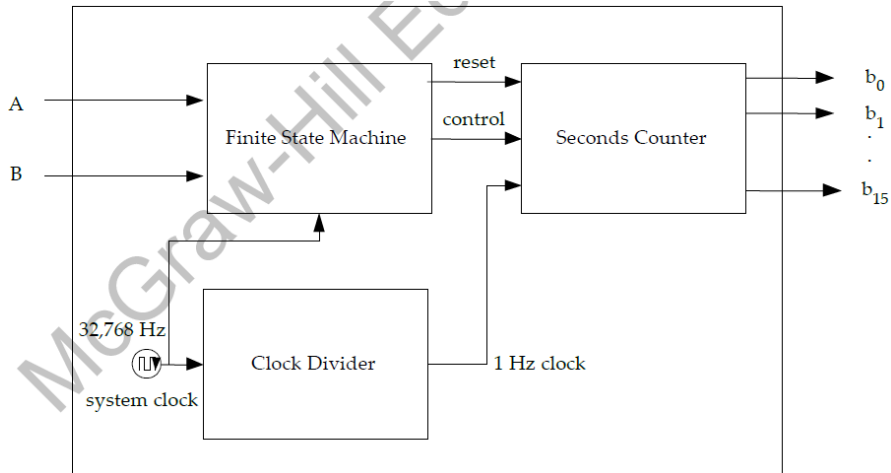 McGraw-Hill
A
B
Finite State Machine
reset
control
Seconds Counter
b0
b1
.
.
b15
32,768 Hz
system clock
Clock Divider
1 Hz clock